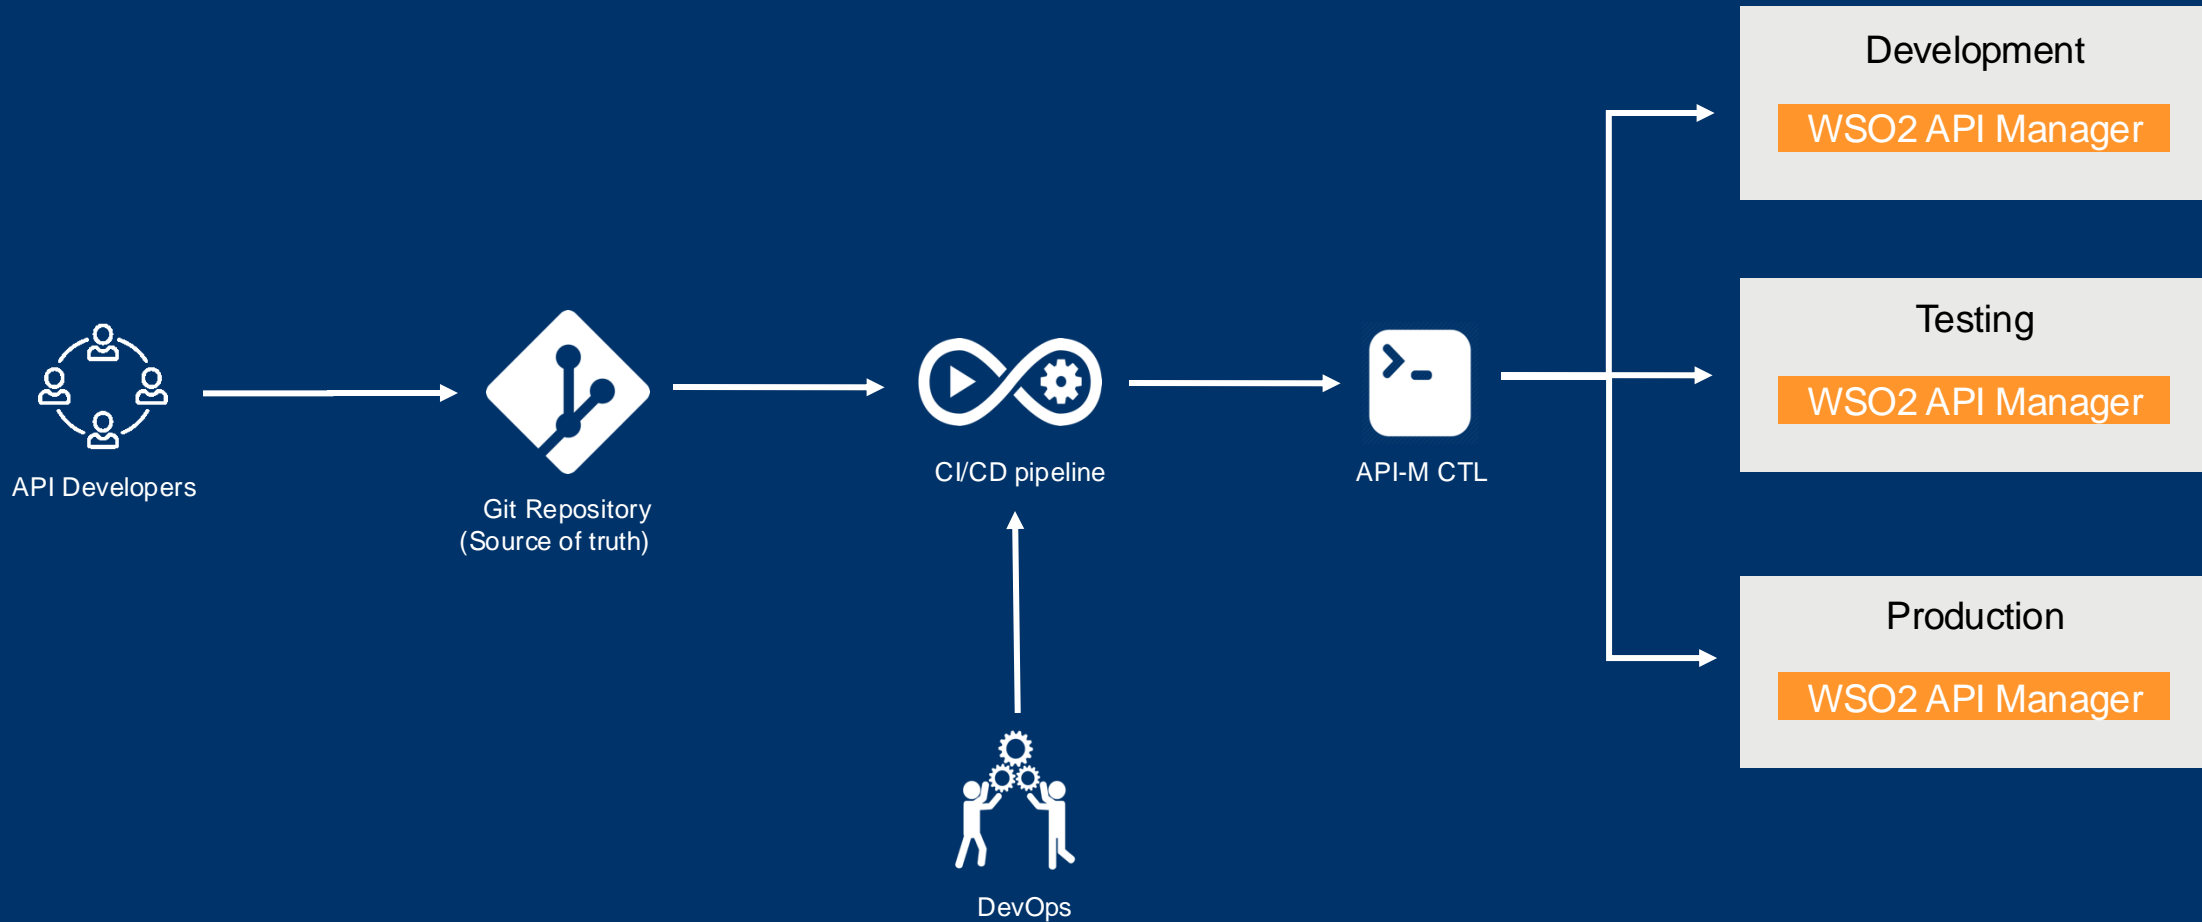 Development
WSO2 API Manager
Testing
WSO2 API Manager
API Developers
Git Repository
(Source of truth)
CI/CD pipeline
API-M CTL
Production
WSO2 API Manager
DevOps